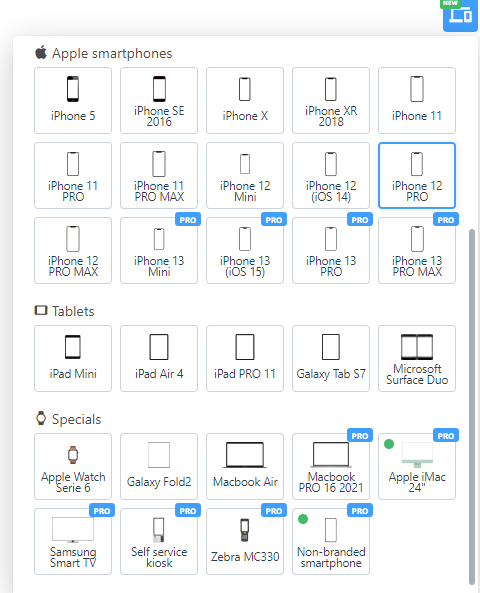 NEW
Apple smartphones
iPhone 5
iPhone SE
2016
iPhone X
iPhone XR
2018
iPhone 11
iPhone 11
PRO
iPhone 11
PRO MAX
iPhone 12
Mini
iPhone 12
(iOS 14)
iPhone 12
PRO
iPhone 12
PRO MAX
PRO
iPhone 13
Mini
PRO
iPhone 13
(iOS 15)
PRO
iPhone 13
PRO
PRO
iPhone 13
PRO MAX
Tablets
iPad Mini
iPad Air 4
iPad PRO 11
Galaxy Tab S7
Microsoft
Surface Duo
Specials
Apple Watch
Serie 6
Galaxy Fold2
Macbook Air
PRO
Macbook
PRO 16 2021
PRO
Apple iMac
24"
PRO
Samsung
Smart TV
PRO
Self service
kiosk
PRO
Zebra MC330
PRO
Non-branded
smartphone